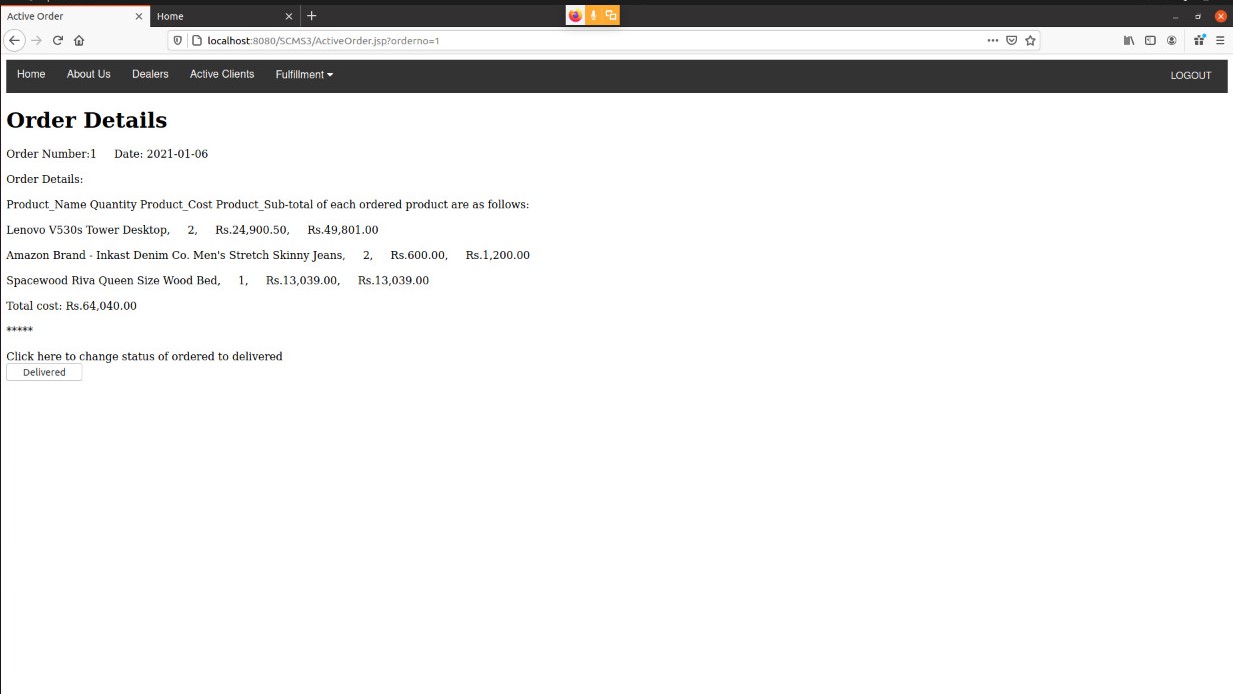 Active Order
Home
localhost:8080/SCMS3/ActiveOrder.jsp?orderno=1
Home About Us Dealers Active Clients Fulfillment LOGOUT
Order Details
Order Number:1 Date: 2021-01-06
Order Details:
Product_Name Quantity Product_Cost Product_Sub-total of each ordered product are as follows:
Lenovo V530s Tower Desktop, 2, Rs.24,900.50, Rs.49,801.00
Amazon Brand - Inkast Denim Co. Men's Stretch Skinny Jeans, 2, Rs.600.00, Rs.1,200.00
Spacewood Riva Queen Size Wood Bed, 1, Rs.13,039.00, Rs.13,039.00
Total cost: Rs.64,040.00
*****
Click here to change status of ordered to delivered
Delivered